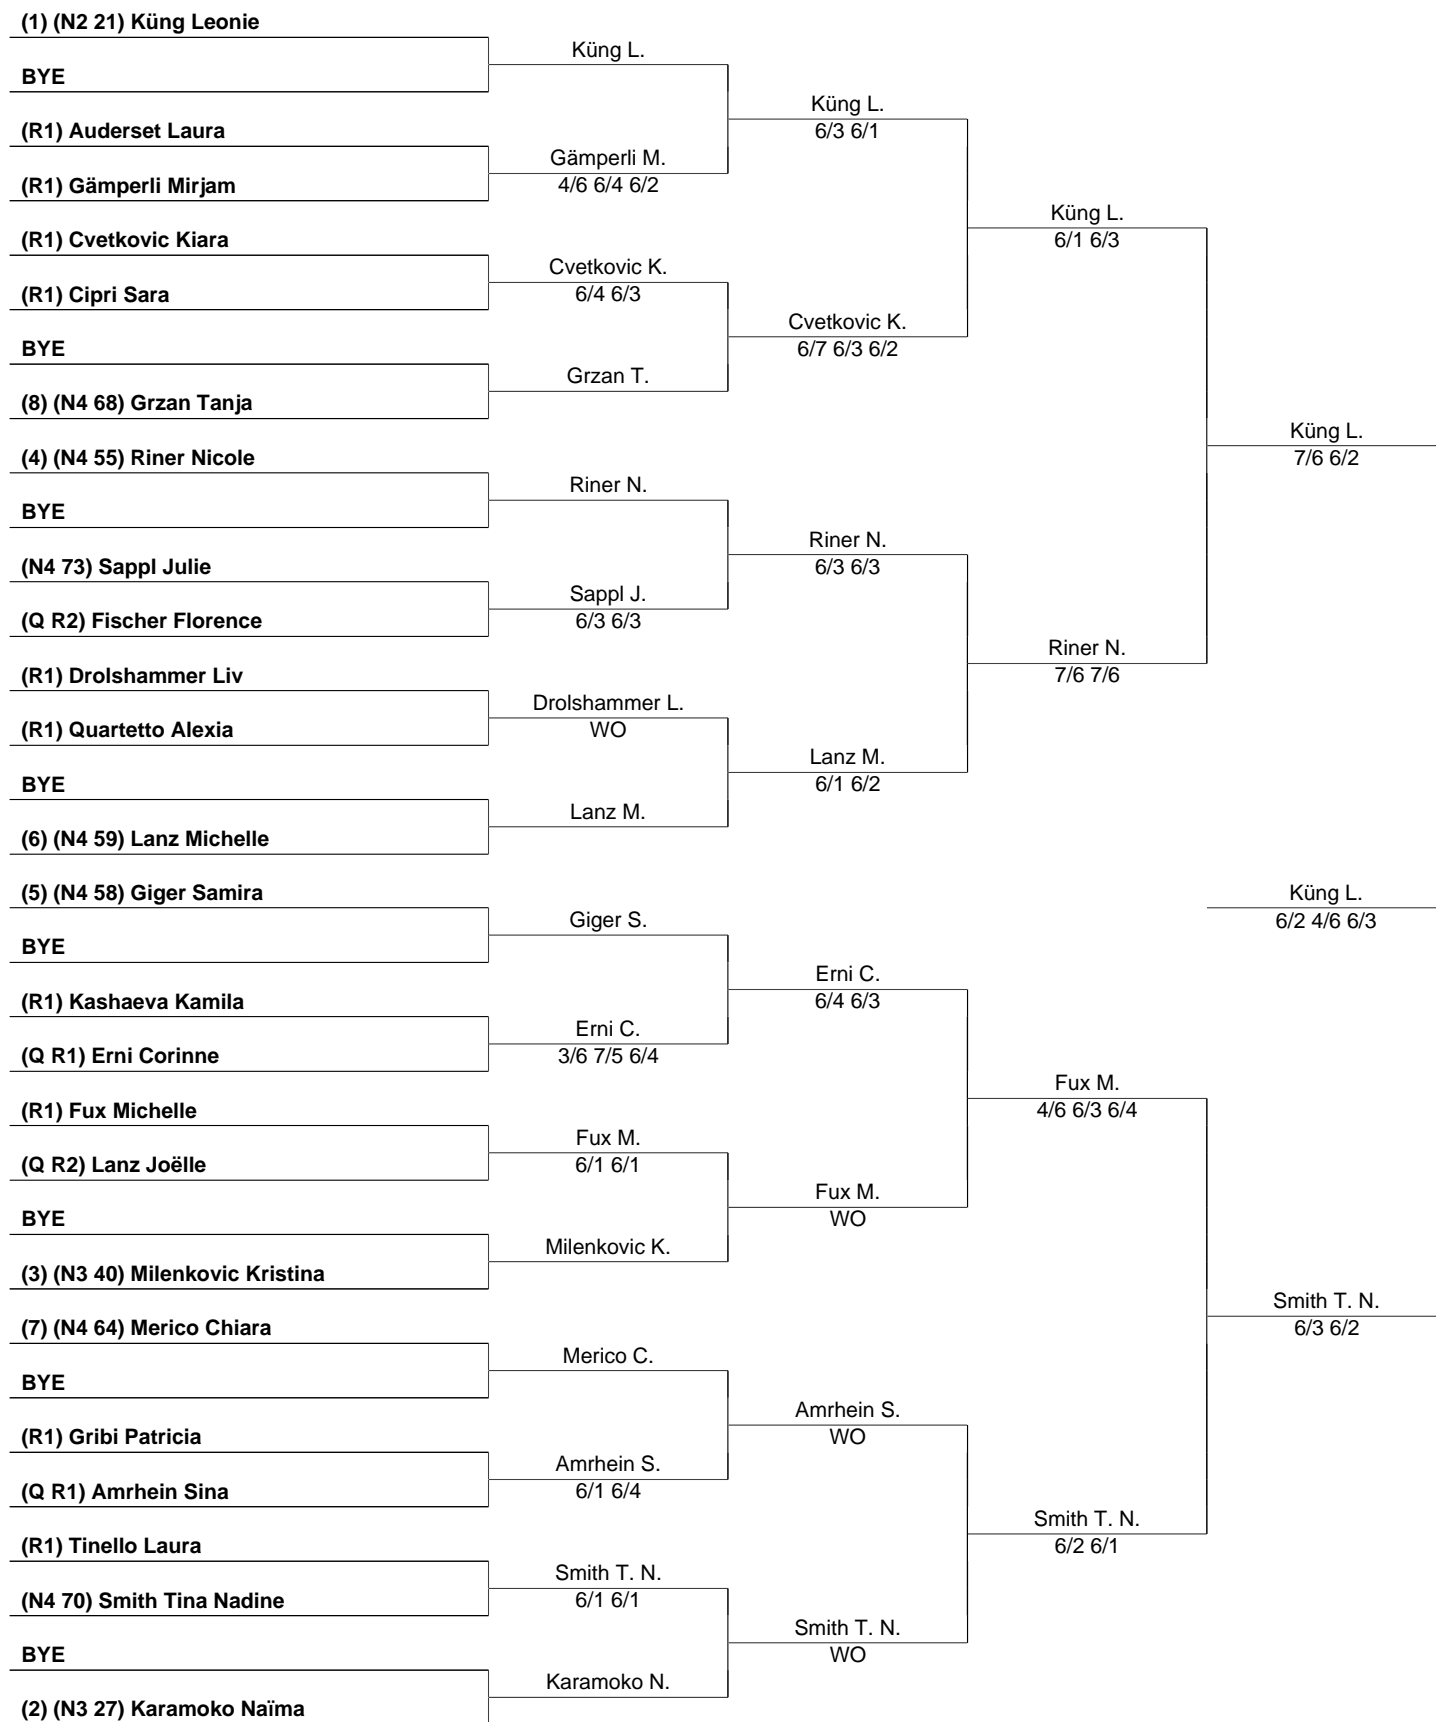 (1) (N2 21) Küng Leonie
BYE
(R1) Auderset Laura
(R1) Gämperli Mirjam
(R1) Cvetkovic Kiara
(R1) Cipri Sara
BYE
(8) (N4 68) Grzan Tanja
(4) (N4 55) Riner Nicole
BYE
(N4 73) Sappl Julie
(Q R2) Fischer Florence
(R1) Drolshammer Liv
(R1) Quartetto Alexia
BYE
(6) (N4 59) Lanz Michelle
(5) (N4 58) Giger Samira
BYE
(R1) Kashaeva Kamila
(Q R1) Erni Corinne
(R1) Fux Michelle
(Q R2) Lanz Joëlle
BYE
(3) (N3 40) Milenkovic Kristina
(7) (N4 64) Merico Chiara
BYE
(R1) Gribi Patricia
(Q R1) Amrhein Sina
(R1) Tinello Laura
(N4 70) Smith Tina Nadine
BYE
(2) (N3 27) Karamoko Naïma
Küng L.
Gämperli M.
4/6 6/4 6/2
Cvetkovic K.
6/4 6/3
Grzan T.
Riner N.
Sappl J.
6/3 6/3
Drolshammer L.
WO
Lanz M.
Giger S.
Erni C.
3/6 7/5 6/4
Fux M.
6/1 6/1
Milenkovic K.
Merico C.
Amrhein S.
6/1 6/4
Smith T. N.
6/1 6/1
Karamoko N.
Küng L.
6/3 6/1
Cvetkovic K.
6/7 6/3 6/2
Riner N.
6/3 6/3
Lanz M.
6/1 6/2
Erni C.
6/4 6/3
Fux M.
WO
Amrhein S.
WO
Smith T. N.
WO
Küng L.
6/1 6/3
Riner N.
7/6 7/6
Fux M.
4/6 6/3 6/4
Smith T. N.
6/2 6/1
Küng L.
7/6 6/2
Küng L.
6/2 4/6 6/3
Smith T. N.
6/3 6/2